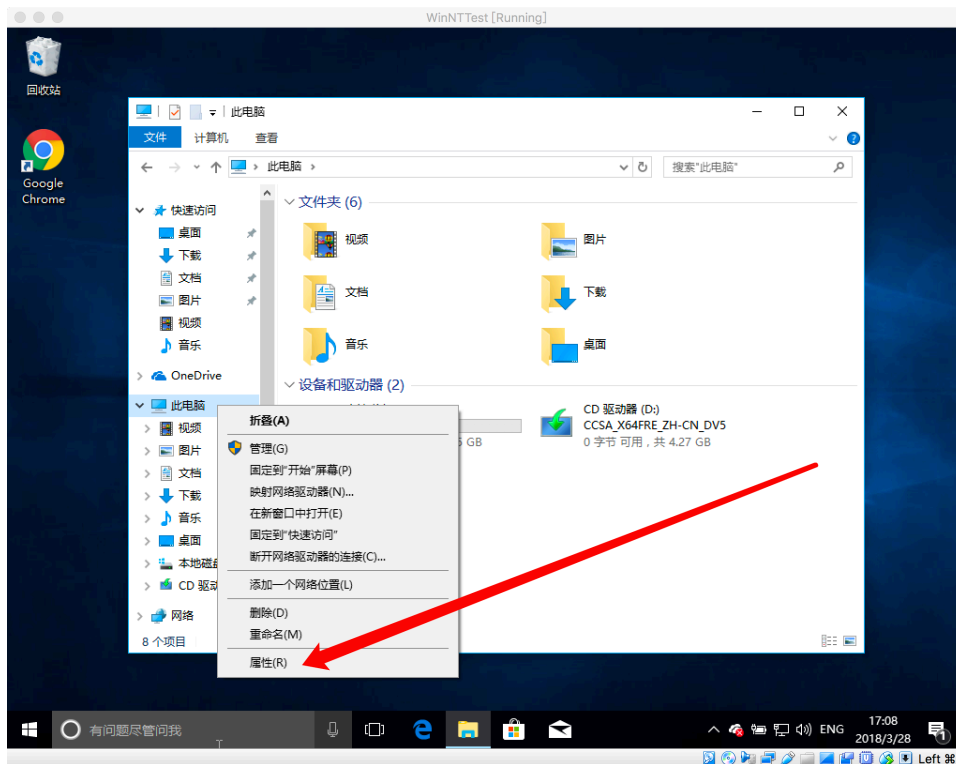 WinNTTest [Running]
回收站
Google
Chrome
此电脑
文件 计算机 查看
此电脑
搜索"此电脑"
快速访问
桌面
下载
文档
图片
视频
音乐
OneDrive
此电脑
视频
图片
文档
下载
音乐
桌面
本地磁盘
CD 驱动
网络
8 个项目
文件夹 (6)
视频 图片
文档 下载
音乐 桌面
设备和驱动器 (2)
GB
CD 驱动器 (D:)
CCSA_X64FRE_ZH-CN_DV5
0 字节 可用，共 4.27 GB
折叠(A)
管理(G)
固定到"开始"屏幕(P)
映射网络驱动器(N)...
在新窗口中打开(E)
固定到"快速访问"
断开网络驱动器的连接(C)...
添加一个网络位置(L)
删除(D)
重命名(M)
属性(R)
有问题尽管问我
ENG
17:08
2018/3/28
1
Left ⌘